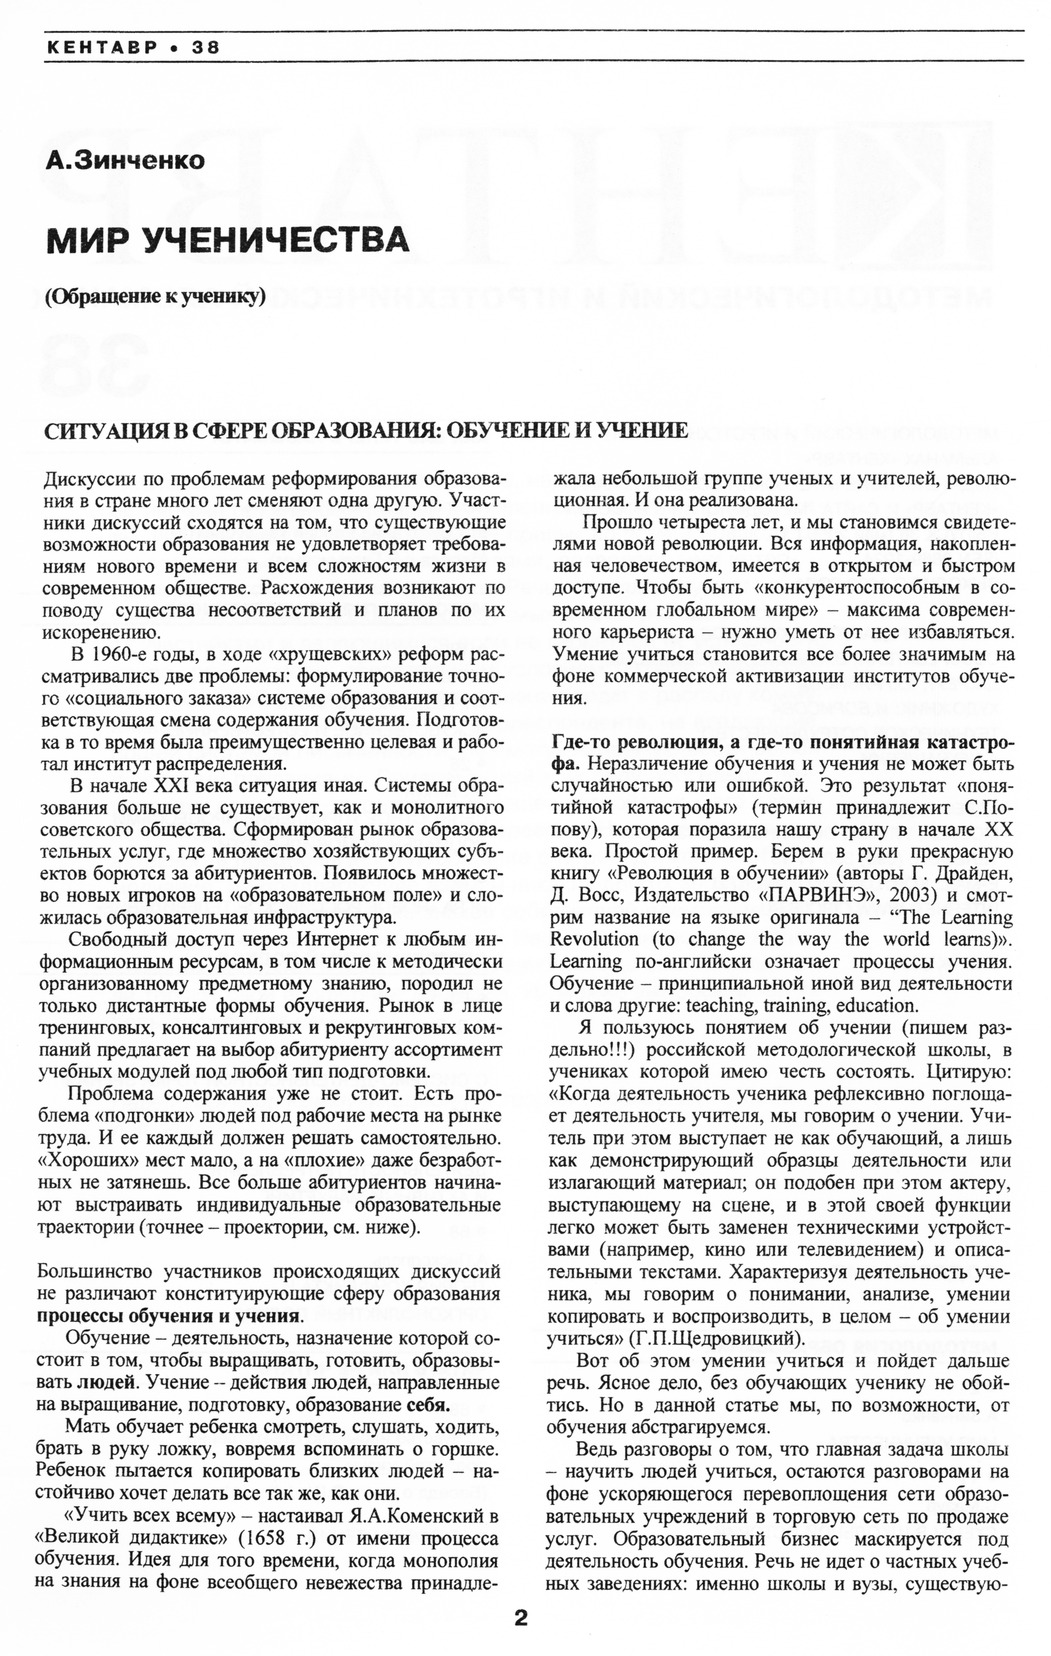 КЕНТАВР • 38
А.Зинченко
МИР УЧЕНИЧЕСТВА
(Обращение к ученику)
СИТУАЦИЯ В СФЕРЕ ОБРАЗОВАНИЯ: ОБУЧЕНИЕ И УЧЕНИЕ
Дискуссии по проблемам реформирования образова-
ния в стране много лет сменяют одна другую. Участ-
ники дискуссий сходятся на том, что существующие
возможности образования не удовлетворяет требова-
ниям нового времени и всем сложностям жизни в
современном обществе. Расхождения возникают по
поводу существа несоответствий и планов по их
искоренению.
В 1960-е годы, в ходе «хрущевских» реформ рас-
сматривались две проблемы: формулирование точно-
го «социального заказа» системе образования и соот-
ветствующая смена содержания обучения. Подготов-
ка в то время была преимущественно целевая и рабо-
тал институт распределения.
В начале XXI века ситуация иная. Системы обра-
зования больше не существует, как и монолитного
советского общества. Сформирован рынок образова-
тельных услуг, где множество хозяйствующих субъ-
ектов борются за абитуриентов. Появилось множест-
во новых игроков на «образовательном поле» и сло-
жилась образовательная инфраструктура.
Свободный доступ через Интернет к любым ин-
формационным ресурсам, в том числе к методически
организованному предметному знанию, породил не
только дистантные формы обучения. Рынок в лице
тренинговых, консалтинговых и рекрутинговых ком-
паний предлагает на выбор абитуриенту ассортимент
учебных модулей под любой тип подготовки.
Проблема содержания уже не стоит. Есть про-
блема «подгонки» людей под рабочие места на рынке
труда. И ее каждый должен решать самостоятельно.
«Хороших» мест мало, а на «плохие» даже безработ-
ных не затянешь. Все больше абитуриентов начина-
ют выстраивать индивидуальные образовательные
траектории (точнее – проектории, см. ниже).
Большинство участников происходящих дискуссий
не различают конституирующие сферу образования
процессы обучения и учения.
Обучение – деятельность, назначение которой со-
стоит в том, чтобы выращивать, готовить, образовы-
вать людей. Учение -- действия людей, направленные
на выращивание, подготовку, образование себя.
Мать обучает ребенка смотреть, слушать, ходить,
брать в руку ложку, вовремя вспоминать о горшке.
Ребенок пытается копировать близких людей – на-
стойчиво хочет делать все так же, как они.
«Учить всех всему» – настаивал Я.А.Коменский в
«Великой дидактике» (1658 г.) от имени процесса
обучения. Идея для того времени, когда монополия
на знания на фоне всеобщего невежества принадле-
жала небольшой группе ученых и учителей, револю-
ционная. И она реализована.
Прошло четыреста лет, и мы становимся свидете-
лями новой революции. Вся информация, накоплен-
ная человечеством, имеется в открытом и быстром
доступе. Чтобы быть «конкурентоспособным в со-
временном глобальном мире» – максима современ-
ного карьериста – нужно уметь от нее избавляться.
Умение учиться становится все более значимым на
фоне коммерческой активизации институтов обуче-
ния.
Где-то революция, а где-то понятийная катастро-
фа. Неразличение обучения и учения не может быть
случайностью или ошибкой. Это результат «поня-
тийной катастрофы» (термин принадлежит С.По-
пову), которая поразила нашу страну в начале XX
века. Простой пример. Берем в руки прекрасную
книгу «Революция в обучении» (авторы Г. Драйден,
Д. Восс, Издательство «ПАРВИНЭ», 2003) и смот-
рим название на языке оригинала – “The Learning
Revolution (to change the way the world learns)».
Learning по-английски означает процессы учения.
Обучение – принципиальной иной вид деятельности
и слова другие: teaching, training, education.
Я пользуюсь понятием об учении (пишем раз-
дельно!!!) российской методологической школы, в
учениках которой имею честь состоять. Цитирую:
«Когда деятельность ученика рефлексивно поглоща-
ет деятельность учителя, мы говорим о учении. Учи-
тель при этом выступает не как обучающий, а лишь
как демонстрирующий образцы деятельности или
излагающий материал; он подобен при этом актеру,
выступающему на сцене, и в этой своей функции
легко может быть заменен техническими устройст-
вами (например, кино или телевидением) и описа-
тельными текстами. Характеризуя деятельность уче-
ника, мы говорим о понимании, анализе, умении
копировать и воспроизводить, в целом – об умении
учиться» (Г.П.Щедровицкий).
Вот об этом умении учиться и пойдет дальше
речь. Ясное дело, без обучающих ученику не обой-
тись. Но в данной статье мы, по возможности, от
обучения абстрагируемся.
Ведь разговоры о том, что главная задача школы
– научить людей учиться, остаются разговорами на
фоне ускоряющегося перевоплощения сети образо-
вательных учреждений в торговую сеть по продаже
услуг. Образовательный бизнес маскируется под
деятельность обучения. Речь не идет о частных учеб-
ных заведениях: именно школы и вузы, существую-
2